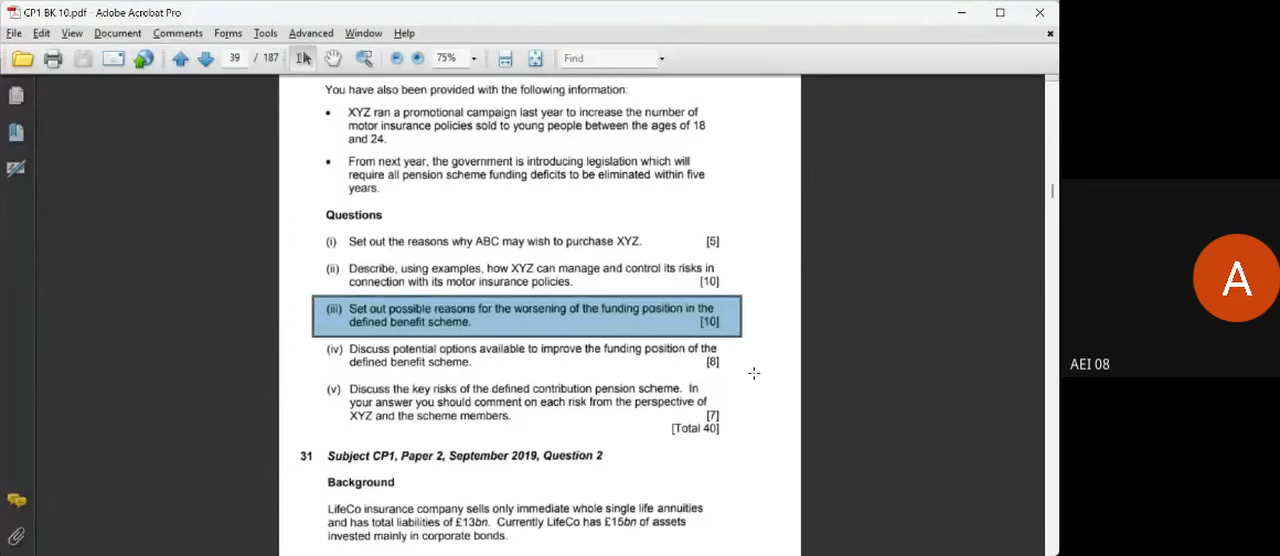 CP1 BK 10.pdf - Adobe Acrobat Pro
File Edit View Document Comments Forms Tools Advanced Window Help
39 / 187 75% Find
You have also been provided with the following information:
• XYZ ran a promotional campaign last year to increase the number of
motor insurance policies sold to young people between the ages of 18
and 24.
• From next year, the government is introducing legislation which will
require all pension scheme funding deficits to be eliminated within five
years.
Questions
(i) Set out the reasons why ABC may wish to purchase XYZ. [5]
(ii) Describe, using examples, how XYZ can manage and control its risks in
connection with its motor insurance policies. [10]
(iii) Set out possible reasons for the worsening of the funding position in the
defined benefit scheme. [10]
(iv) Discuss potential options available to improve the funding position of the
defined benefit scheme. [8]
(v) Discuss the key risks of the defined contribution pension scheme. In
your answer you should comment on each risk from the perspective of
XYZ and the scheme members. [7]
[Total 40]
31 Subject CP1, Paper 2, September 2019, Question 2
Background
LifeCo insurance company sells only immediate whole single life annuities
and has total liabilities of £13bn. Currently LifeCo has £15bn of assets
invested mainly in corporate bonds.
A
AEI 08